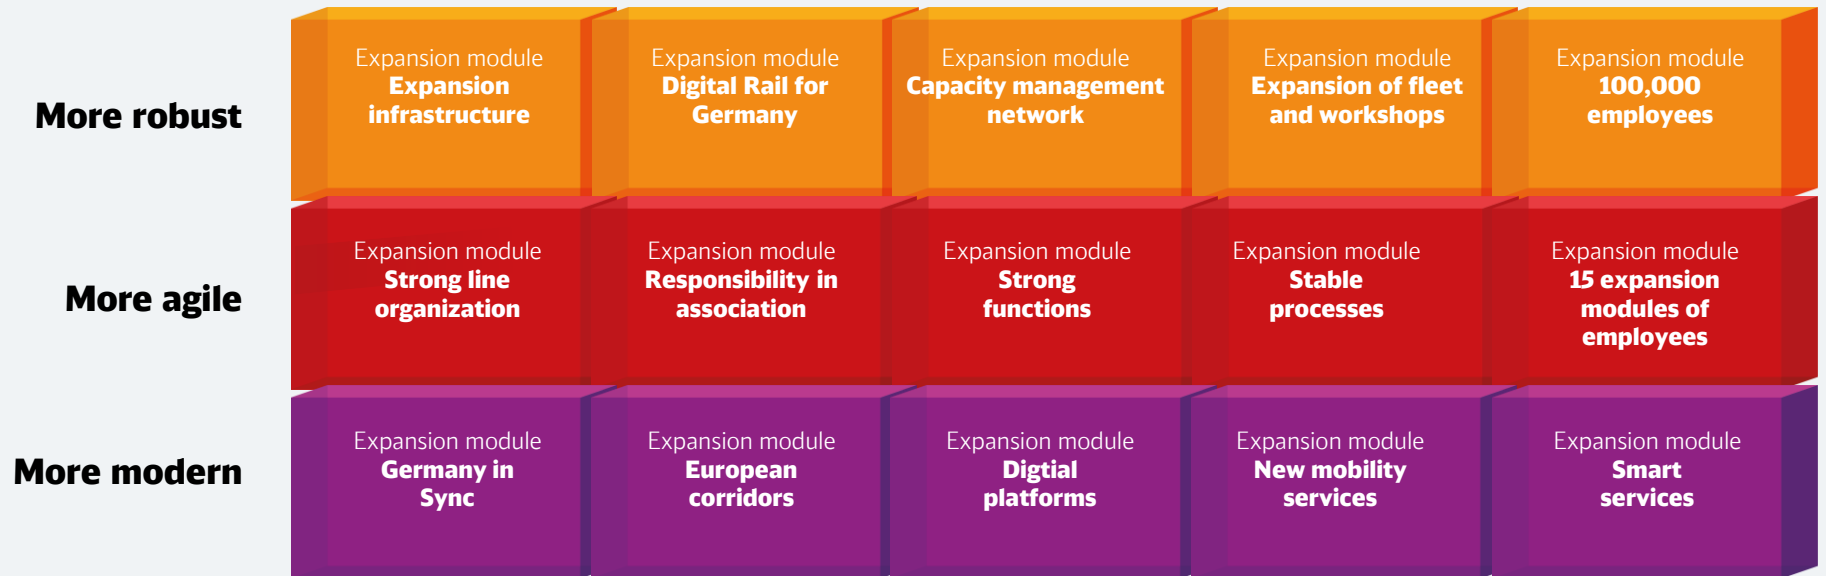 More robust
Expansion module
Expansion
infrastructure
Expansion module
Digital Rail for
Germany
Expansion module
Capacity management
network
Expansion module
Expansion of fleet
and workshops
Expansion module
100,000
employees
More agile
Expansion module
Strong line
organization
Expansion module
Responsibility in
association
Expansion module
Strong
functions
Expansion module
Stable
processes
Expansion module
15 expansion
modules of
employees
More modern
Expansion module
Germany in
Sync
Expansion module
European
corridors
Expansion module
Digtial
platforms
Expansion module
New mobility
services
Expansion module
Smart
services